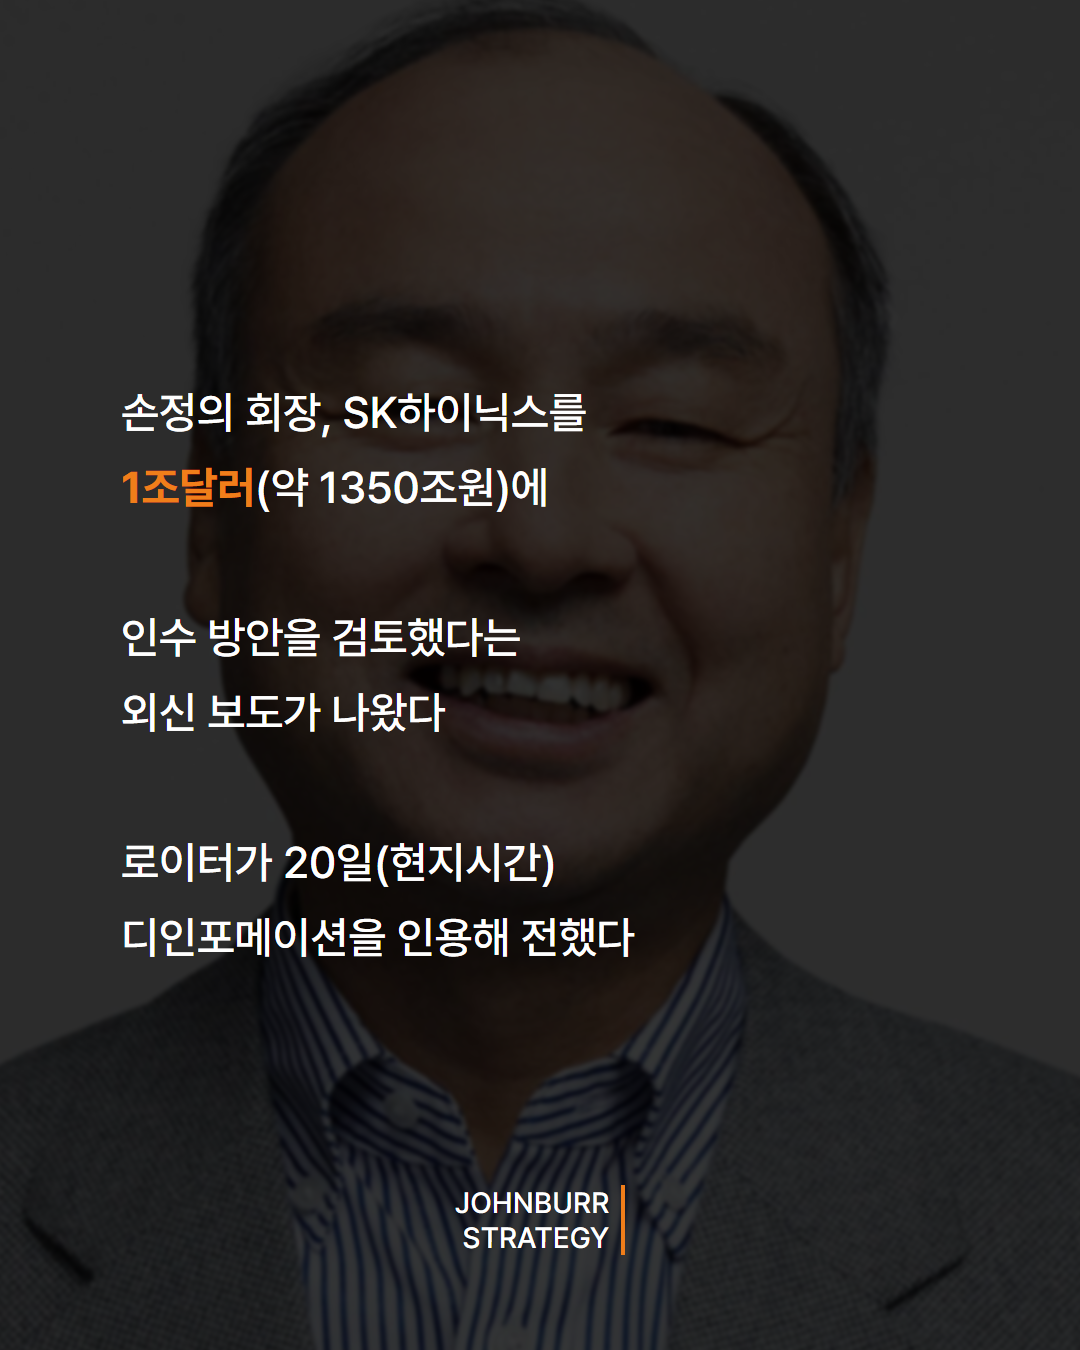 손정의 회장, SK하이닉스를
1조달러(약 1350조원)에
인수 방안을 검토했다는
외신 보도가 나왔다
로이터가 20일(현지시간)
디인포메이션을 인용해 전했다
JOHNBURR
STRATEGY